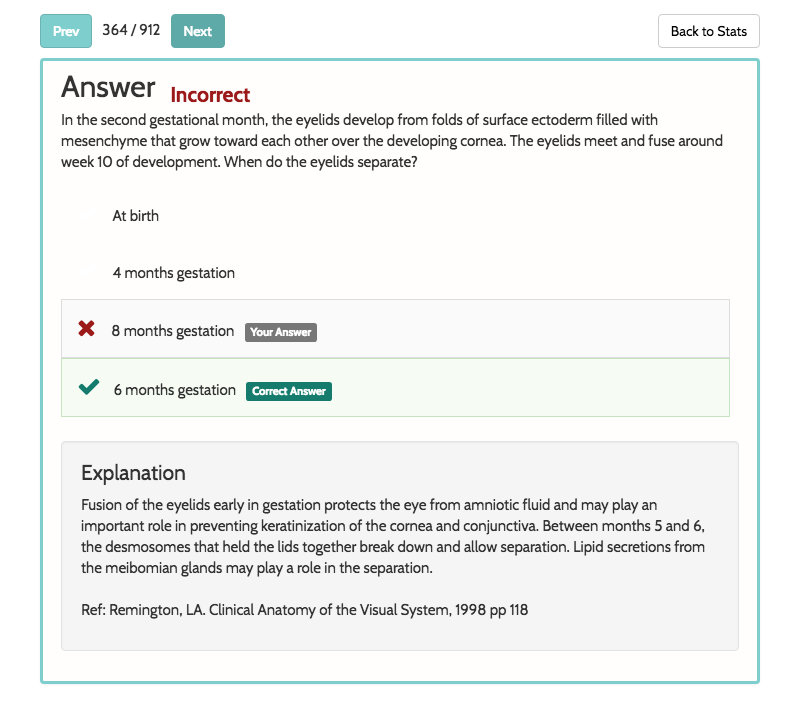 Prev 364 / 912 Next Back to Stats
Answer Incorrect
In the second gestational month, the eyelids develop from folds of surface ectoderm filled with
mesenchyme that grow toward each other over the developing cornea. The eyelids meet and fuse around
week 10 of development. When do the eyelids separate?
At birth
4 months gestation
8 months gestation Your Answer
6 months gestation Correct Answer
Explanation
Fusion of the eyelids early in gestation protects the eye from amniotic fluid and may play an
important role in preventing keratinization of the cornea and conjunctiva. Between months 5 and 6,
the desmosomes that held the lids together break down and allow separation. Lipid secretions from
the meibomian glands may play a role in the separation.
Ref: Remington, LA. Clinical Anatomy of the Visual System, 1998 pp 118